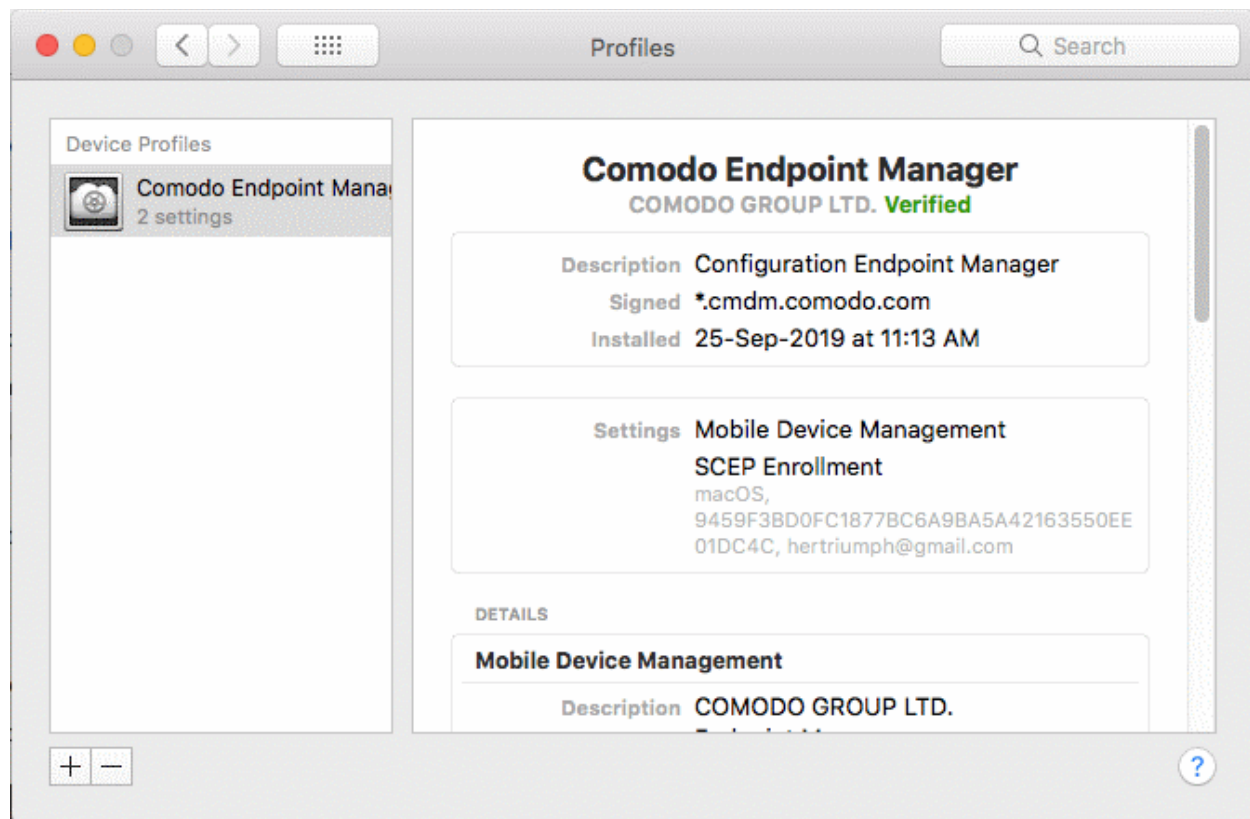 Profiles
Search
Device Profiles
Comodo Endpoint Mana
2 settings
Comodo Endpoint Manager
COMODO GROUP LTD. Verified
Description Configuration Endpoint Manager
Signed *.cmdm.comodo.com
Installed 25-Sep-2019 at 11:13 AM
Settings Mobile Device Management
SCEP Enrollment
macOS,
9459F3BD0FC1877BC6A9BA5A42163550EE
01DC4C, hertriumph@gmail.com
DETAILS
Mobile Device Management
Description COMODO GROUP LTD.
+ −
?